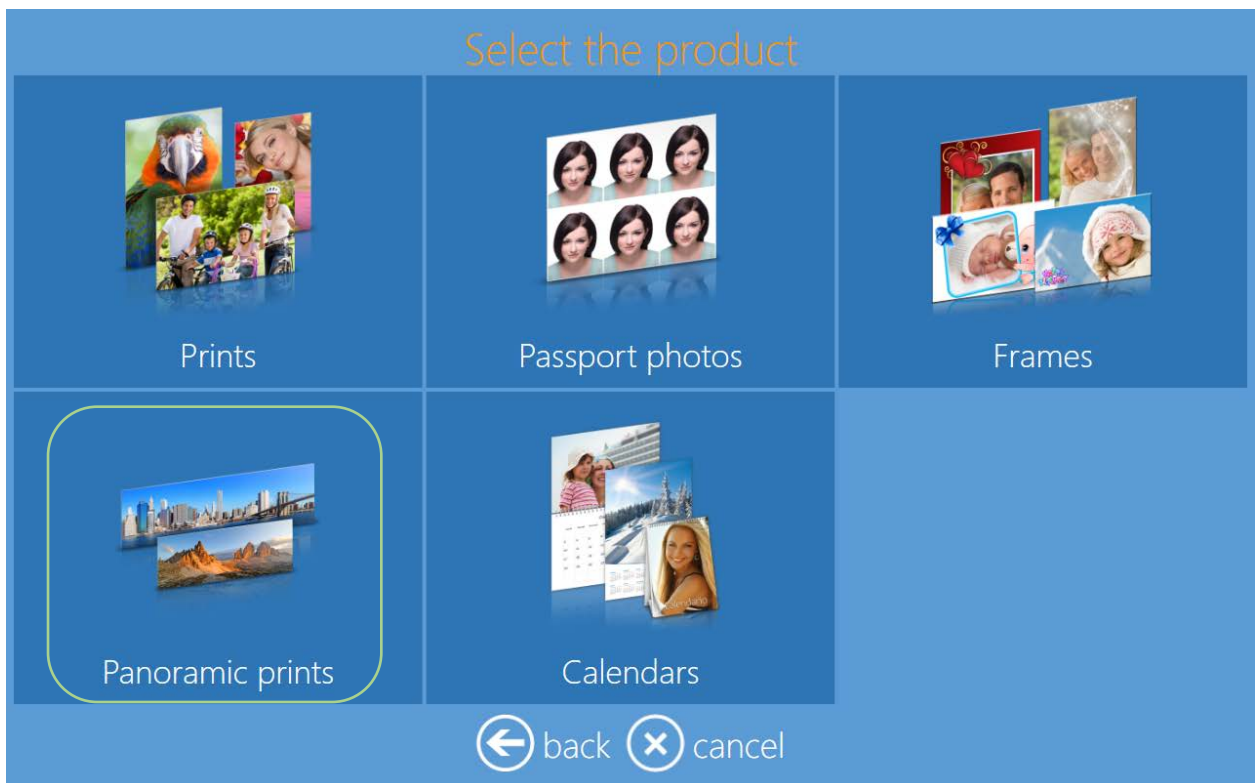 Select the product
Prints
Passport photos
Frames
Panoramic prints
Calendars
back
cancel